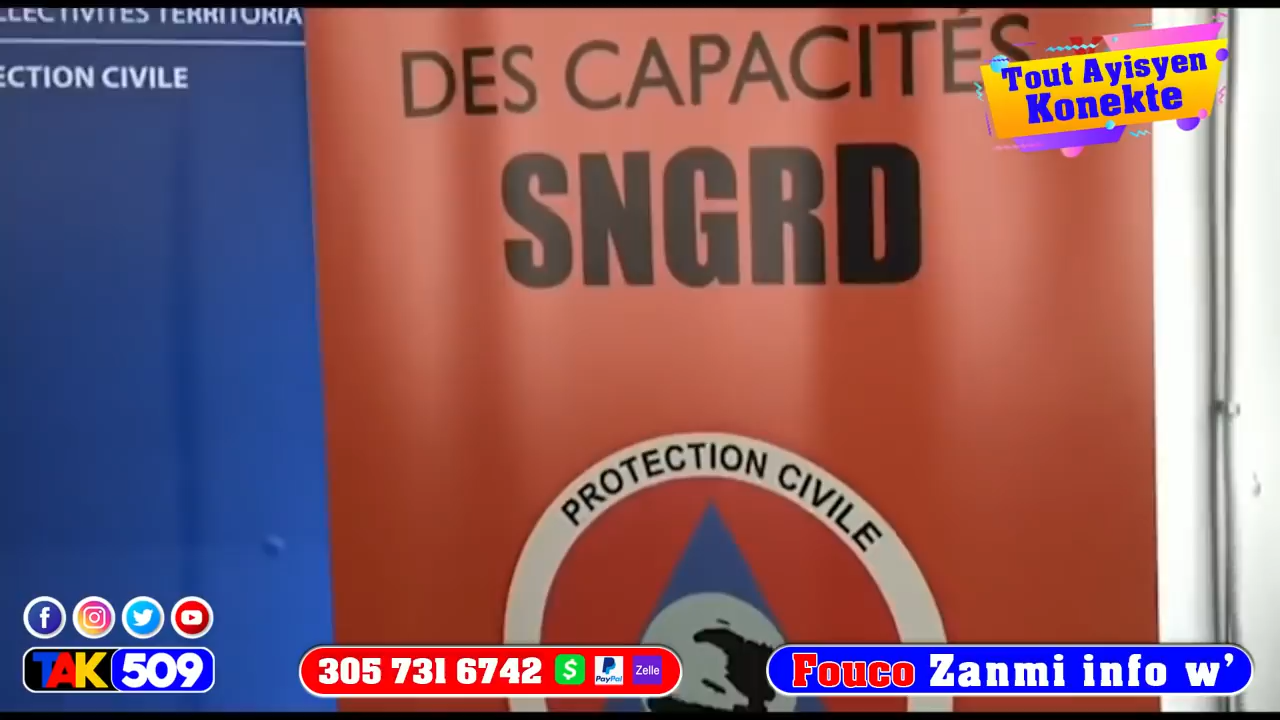 LLECTIVITÉS TERRITORIA
ECTION CIVILE
DES CAPACITÉS
SNGRD
PROTECTION CIVILE
Tout Ayisyen
Konekte
TAK 509
305 731 6742
$
PayPal
Zelle
Fouco Zanmi info w'